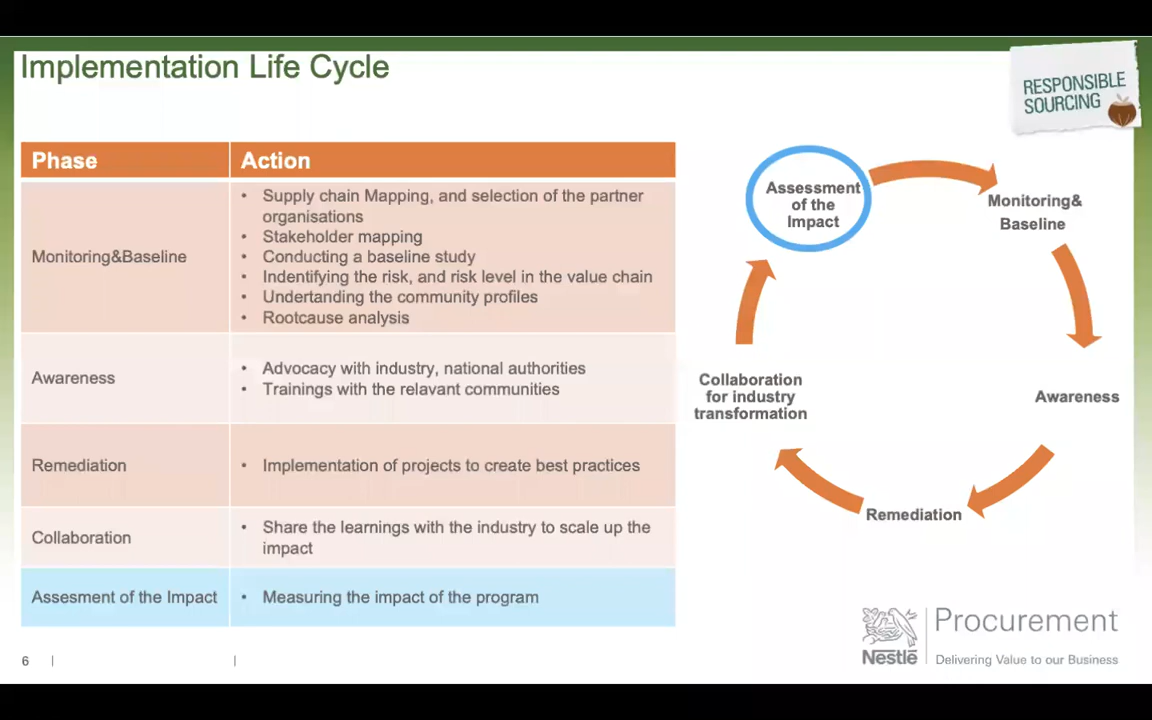 Implementation Life Cycle
RESPONSIBLE
SOURCING
Phase
Action
Monitoring&Baseline
• Supply chain Mapping, and selection of the partner
organisations
• Stakeholder mapping
• Conducting a baseline study
• Indentifying the risk, and risk level in the value chain
• Undertanding the community profiles
• Rootcause analysis
Awareness
• Advocacy with industry, national authorities
• Trainings with the relavant communities
Remediation
• Implementation of projects to create best practices
Collaboration
• Share the learnings with the industry to scale up the
impact
Assesment of the Impact
• Measuring the impact of the program
Assessment
of the
Impact
Monitoring&
Baseline
Awareness
Remediation
Collaboration
for industry
transformation
6
Nestlé
Procurement
Delivering Value to our Business